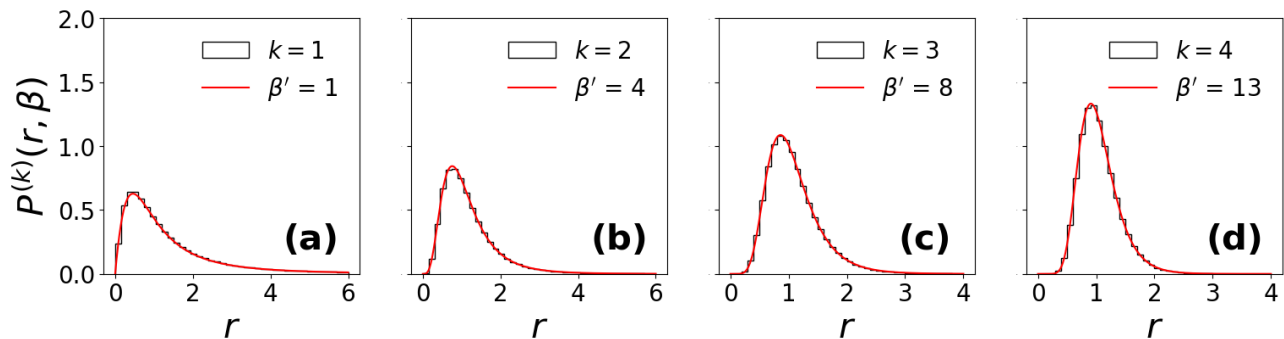 P^{(k)}(r, β)
2.0
1.5
1.0
0.5
0.0
k = 1
β′ = 1
(a)
0 2 4 6
r
k = 2
β′ = 4
(b)
0 2 4 6
r
k = 3
β′ = 8
(c)
0 1 2 3 4
r
k = 4
β′ = 13
(d)
0 1 2 3 4
r